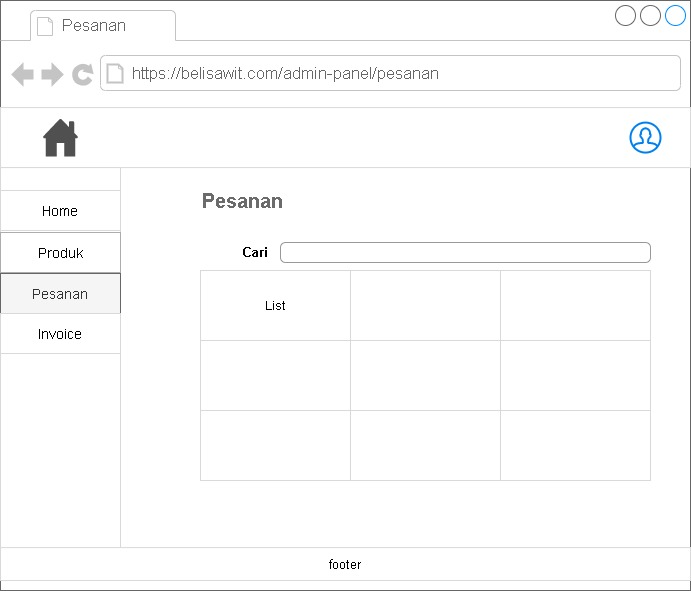 Pesanan
https://belisawit.com/admin-panel/pesanan
Pesanan
Home
Produk
Pesanan
Invoice
Cari
List
footer